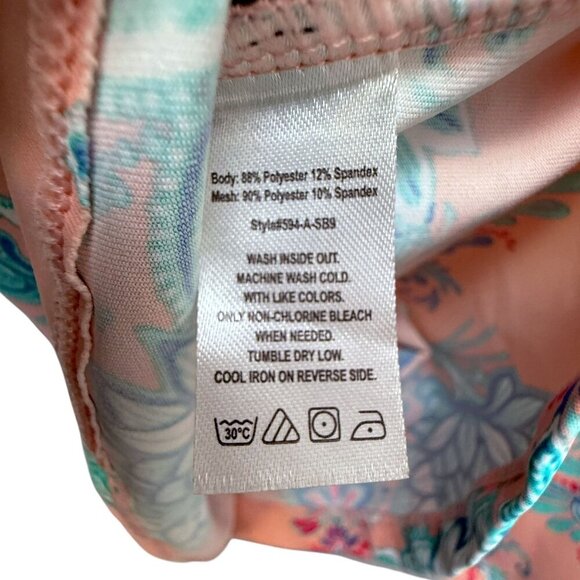 Body: 88% Polyester 12% Spandex
Mesh: 90% Polyester 10% Spandex
Style#594-A-SB9
WASH INSIDE OUT.
MACHINE WASH COLD.
WITH LIKE COLORS.
ONLY NON-CHLORINE BLEACH
WHEN NEEDED.
TUMBLE DRY LOW.
COOL IRON ON REVERSE SIDE.
30°C